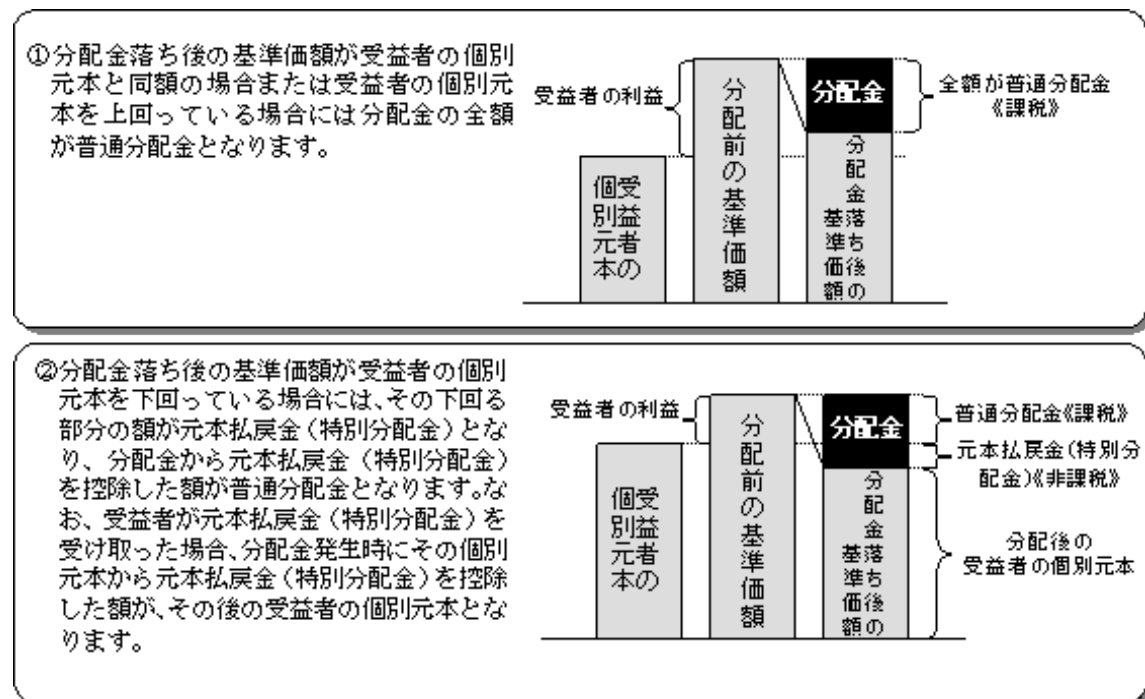 ①分配金落ち後の基準価額が受益者の個別
元本と同額の場合または受益者の個別元
本を上回っている場合には分配金の全額
が普通分配金となります。
受益者の利益
受益者の
個別元本
分配前の基準価額
分配金
分配金落ち後の
基準価額
全額が普通分配金
《課税》
②分配金落ち後の基準価額が受益者の個別
元本を下回っている場合には、その下回る
部分の額が元本払戻金（特別分配金）とな
り、分配金から元本払戻金（特別分配金）
を控除した額が普通分配金となります。な
お、受益者が元本払戻金（特別分配金）を
受け取った場合、分配金発生時にその個別
元本から元本払戻金（特別分配金）を控除
した額が、その後の受益者の個別元本とな
ります。
受益者の利益
受益者の
個別元本
分配前の基準価額
分配金
分配金落ち後の
基準価額
普通分配金《課税》
元本払戻金（特別分
配金）《非課税》
分配後の
受益者の個別元本